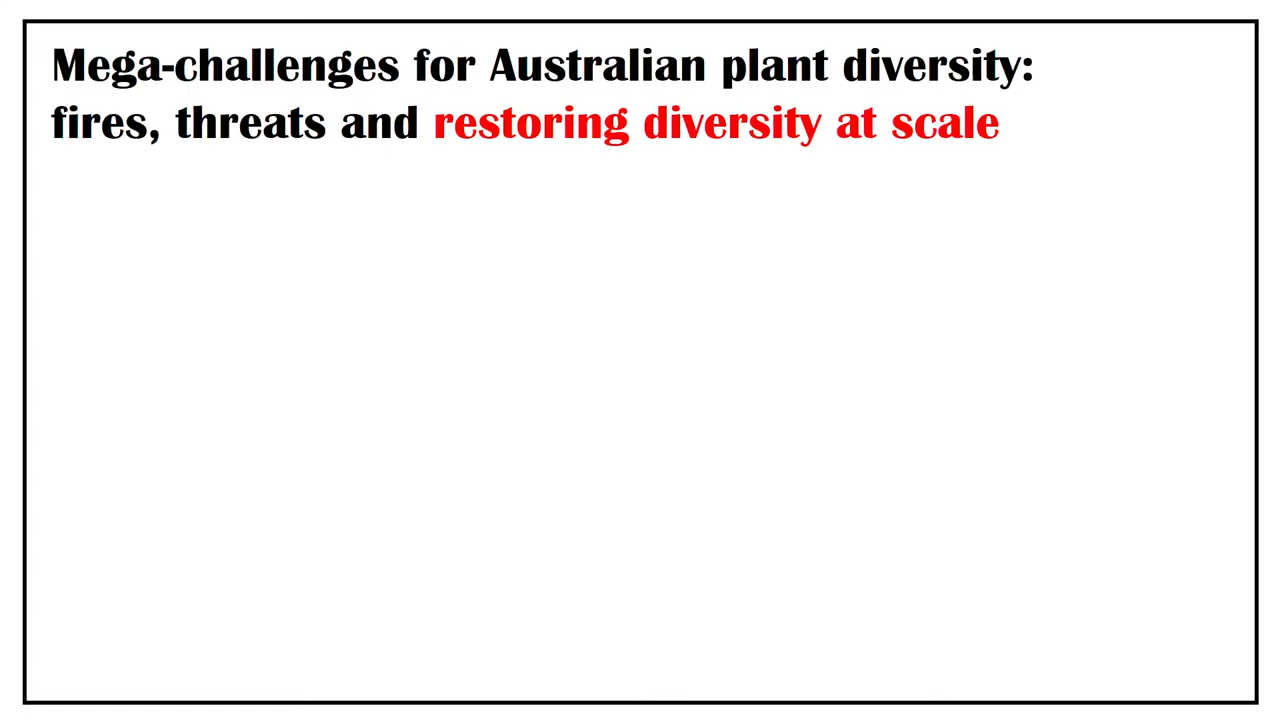 Mega-challenges for Australian plant diversity:
fires, threats and restoring diversity at scale